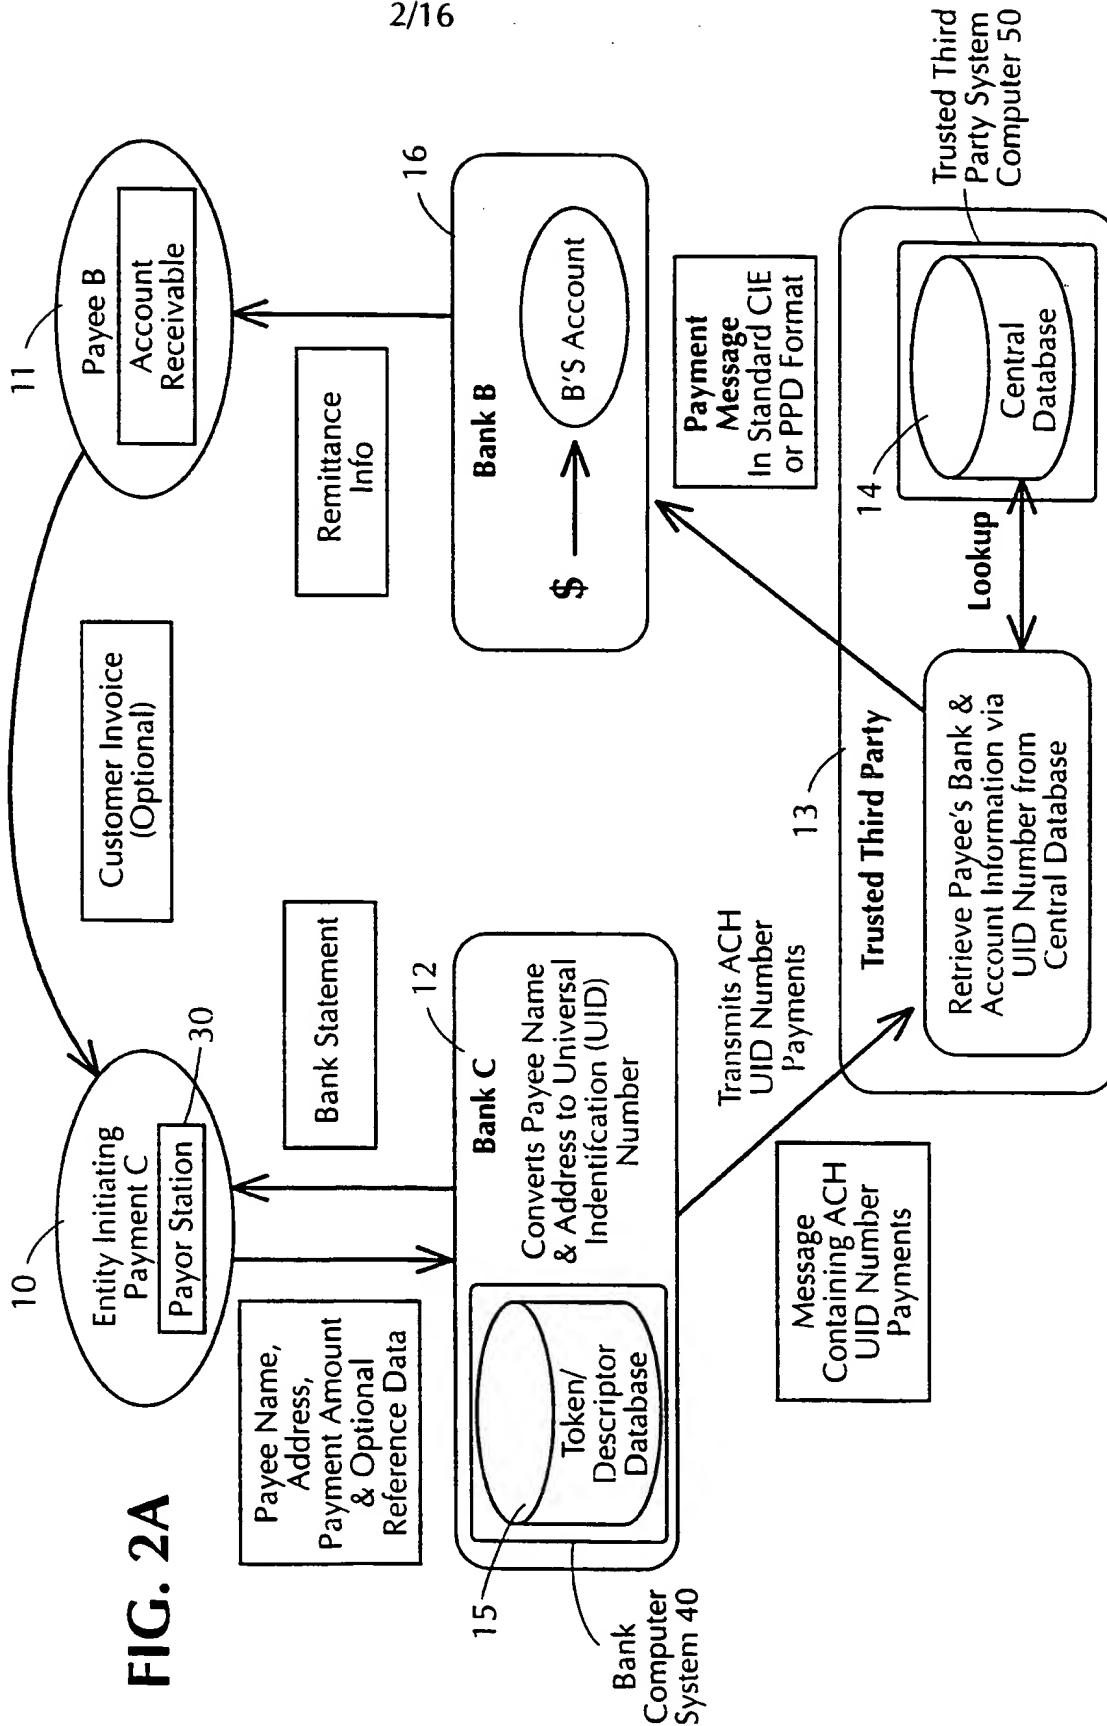 2/16
FIG. 2A
10
Entity Initiating
Payment C
Payor Station
30
Customer Invoice
(Optional)
11
Payee B
Account
Receivable
Payee Name,
Address,
Payment Amount
& Optional
Reference Data
Bank Statement
Remittance
Info
15
Token/
Descriptor
Database
Bank
Computer
System 40
12
Bank C
Converts Payee Name
& Address to Universal
Indentifcation (UID)
Number
16
Bank B
$
B'S Account
Message
Containing ACH
UID Number
Payments
Transmits ACH
UID Number
Payments
Payment
Message
In Standard CIE
or PPD Format
13
Trusted Third Party
Retrieve Payee's Bank &
Account Information via
UID Number from
Central Database
Lookup
14
Central
Database
Trusted Third
Party System
Computer 50